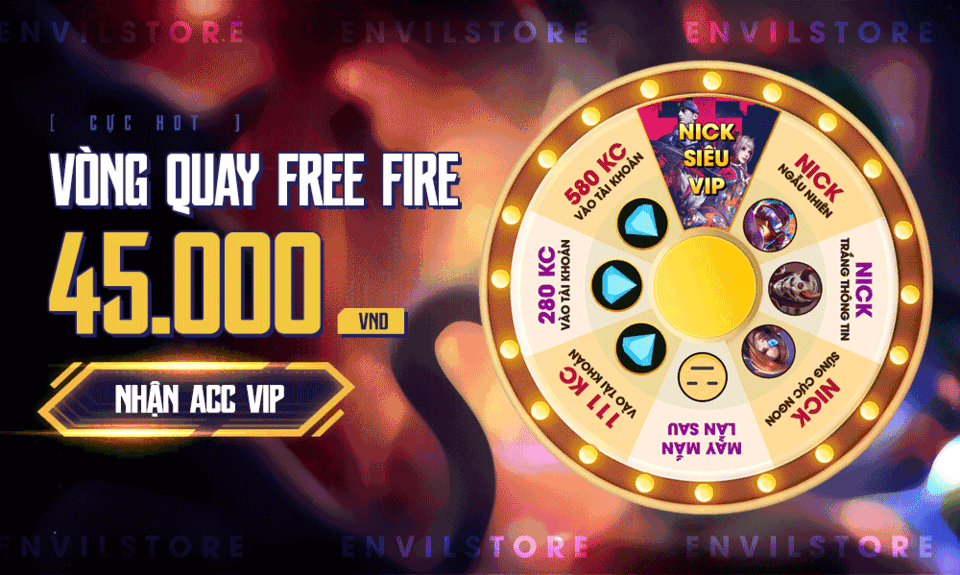 ENVILSTORE ENVILSTORE ENVILSTORE
[ CỰC HOT ]
VÒNG QUAY FREE FIRE
45.000
VND
NHẬN ACC VIP
NICK
SIÊU
VIP
NICK
NGẪU NHIÊN
NICK
TRẮNG THÔNG TIN
NICK
SÚNG CỰC NGON
MAY MẮN
LẦN SAU
111 KC
VÀO TÀI KHOẢN
280 KC
VÀO TÀI KHOẢN
580 KC
VÀO TÀI KHOẢN
ENVILSTORE ENVILSTORE ENVILSTORE